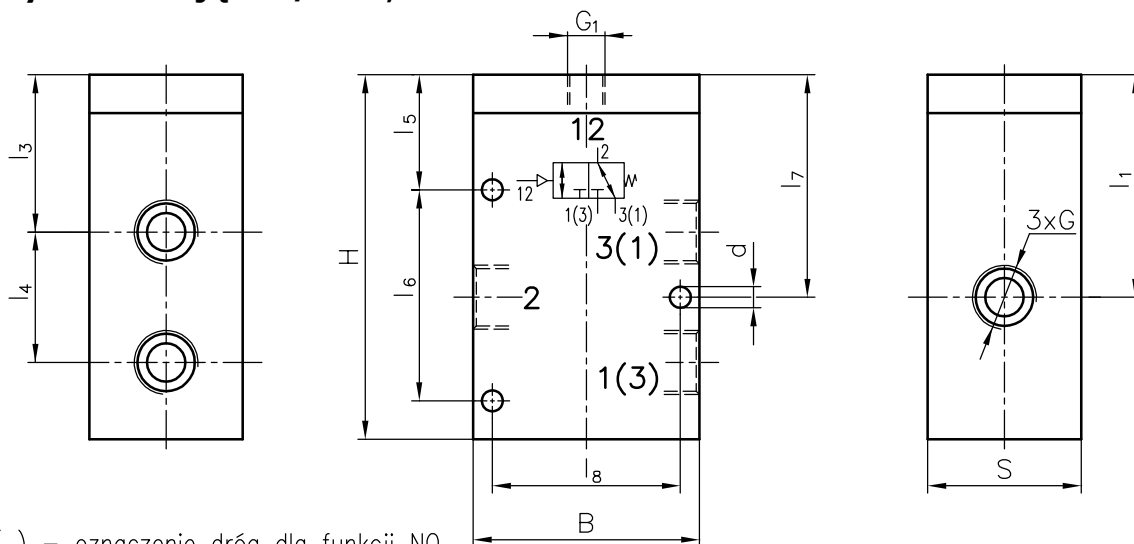 G₁
l₃
l₄
H
l₅
l₆
12
2
12
1(3)
3(1)
3(1)
2
1(3)
d
l₇
l₈
B
l₁
3xG
S
) – oznaczenie dróg dla funkcji NO